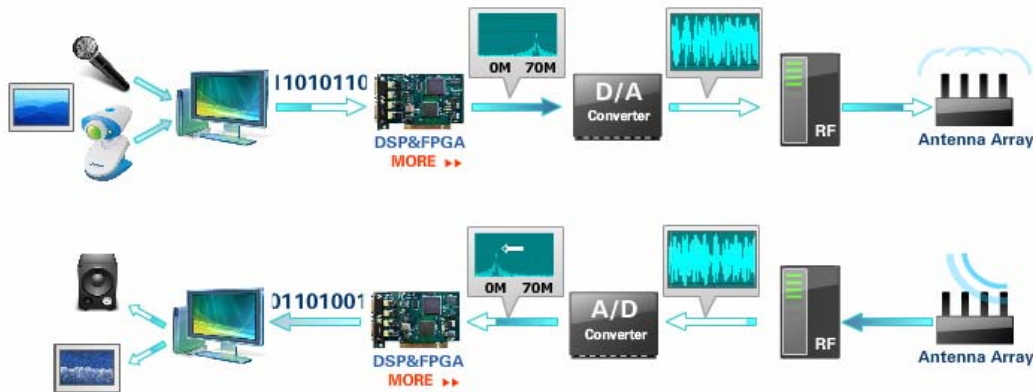 11010110
0M 70M
D/A
Converter
RF
DSP&FPGA
MORE ▸▸
Antenna Array
01101001
0M 70M
A/D
Converter
RF
DSP&FPGA
MORE ▸▸
Antenna Array